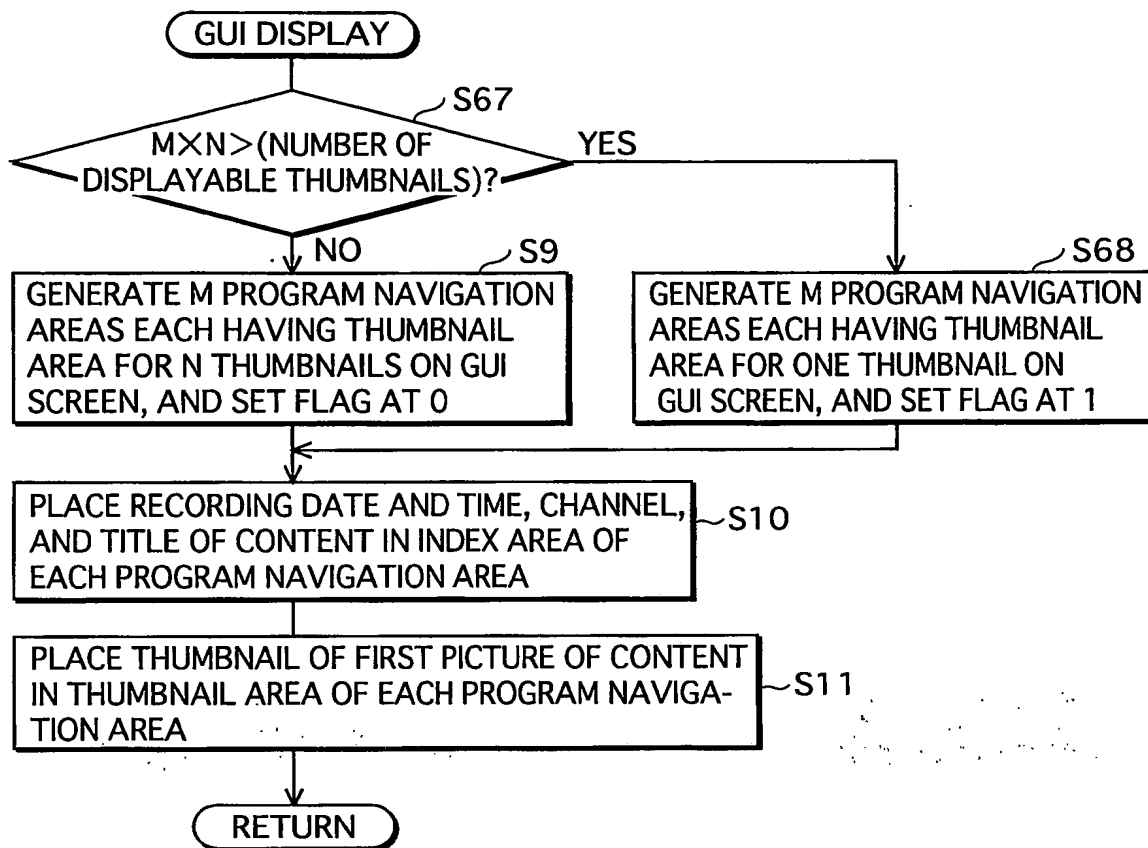 GUI DISPLAY
S67
M×N>(NUMBER OF
DISPLAYABLE THUMBNAILS)?
YES
NO
S9
GENERATE M PROGRAM NAVIGATION
AREAS EACH HAVING THUMBNAIL
AREA FOR N THUMBNAILS ON GUI
SCREEN, AND SET FLAG AT 0
S68
GENERATE M PROGRAM NAVIGATION
AREAS EACH HAVING THUMBNAIL
AREA FOR ONE THUMBNAIL ON
GUI SCREEN, AND SET FLAG AT 1
PLACE RECORDING DATE AND TIME, CHANNEL,
AND TITLE OF CONTENT IN INDEX AREA OF
EACH PROGRAM NAVIGATION AREA
S10
PLACE THUMBNAIL OF FIRST PICTURE OF CONTENT
IN THUMBNAIL AREA OF EACH PROGRAM NAVIGA-
TION AREA
S11
RETURN